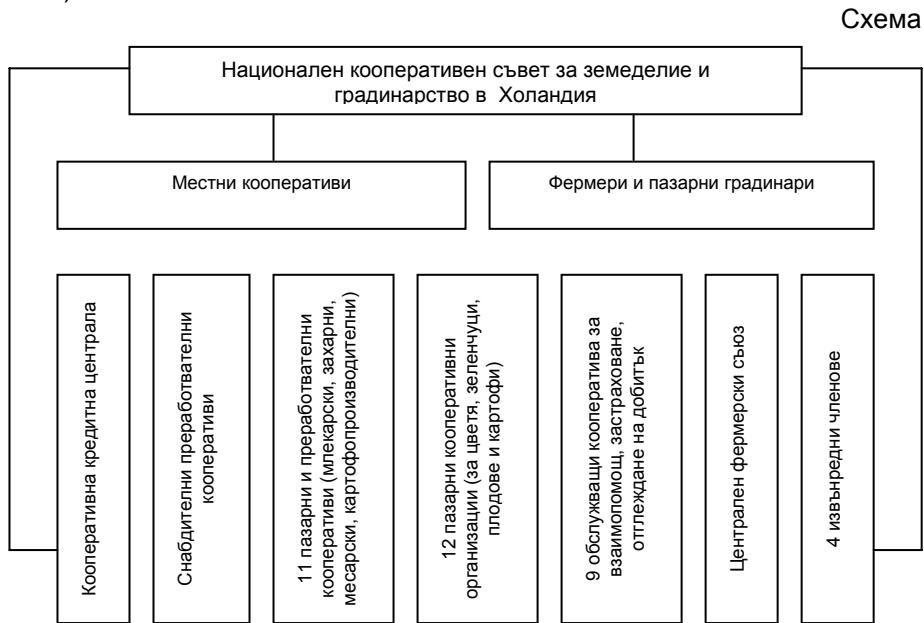 Схема
Национален кооперативен съвет за земеделие и
градинарство в Холандия
Местни кооперативи
Фермери и пазарни градинари
Кооперативна кредитна централа
Снабдителни преработвателни
кооперативи
11 пазарни и преработвателни
кооперативи (млекарски, захарни,
месарски, картофопроизводителни)
12 пазарни кооперативни
организации (за цветя, зеленчуци,
плодове и картофи)
9 обслужващи кооператива за
взаимопомощ, застраховане,
отглеждане на добитък
Централен фермерски съюз
4 извънредни членове